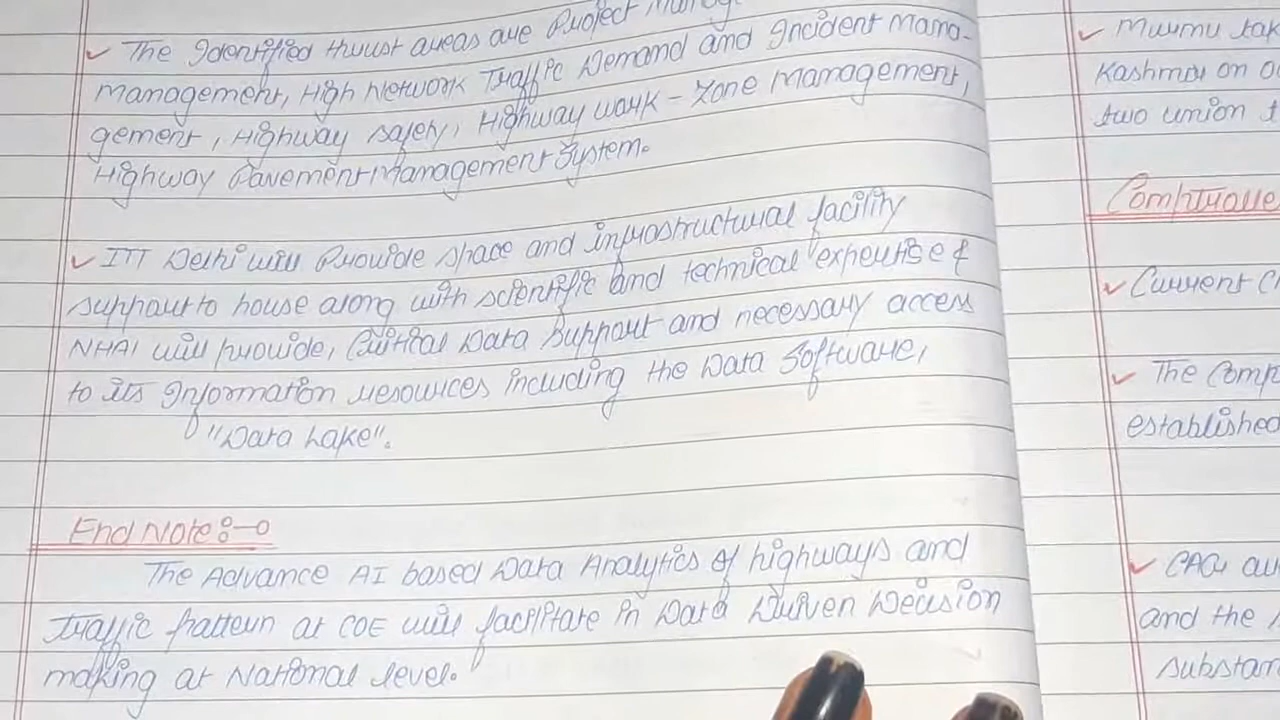 ✓ The Identified thrust areas are Project Manag
management, High Network Traffic Demand and Incident Mana-
gement, Highway safety, Highway work-zone Management,
Highway Pavement Management System.
✓ IIT Delhi will Provide space and infrastructural facility
support to house along with scientific and technical expertise &
NHAI will provide, Critical Data Support and necessary access
to its Information resources including the Data Software,
"Data Lake".
End Note:-
The Advance AI based Data Analytics of highways and
traffic pattern at COE will facilitate in Data Driven Decision
making at National level.
✓ Murmu tak
Kashmir on O
two union t
Comptrolle
✓ Current C
✓ The Comp
established
✓ CAG au
and the
substan